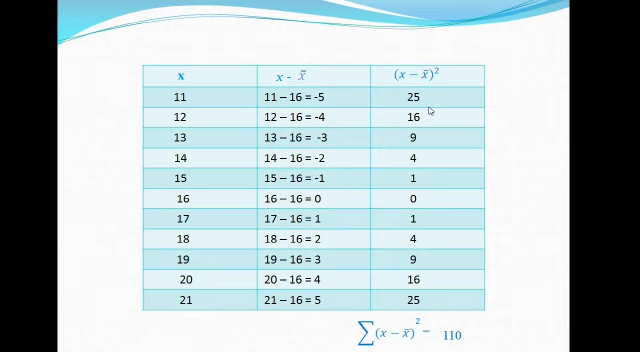 x x - x̄ (x − x̄)²
11 11 – 16 = -5 25
12 12 – 16 = -4 16
13 13 – 16 = -3 9
14 14 – 16 = -2 4
15 15 – 16 = -1 1
16 16 – 16 = 0 0
17 17 – 16 = 1 1
18 18 – 16 = 2 4
19 19 – 16 = 3 9
20 20 – 16 = 4 16
21 21 – 16 = 5 25
∑(x − x̄)² = 110